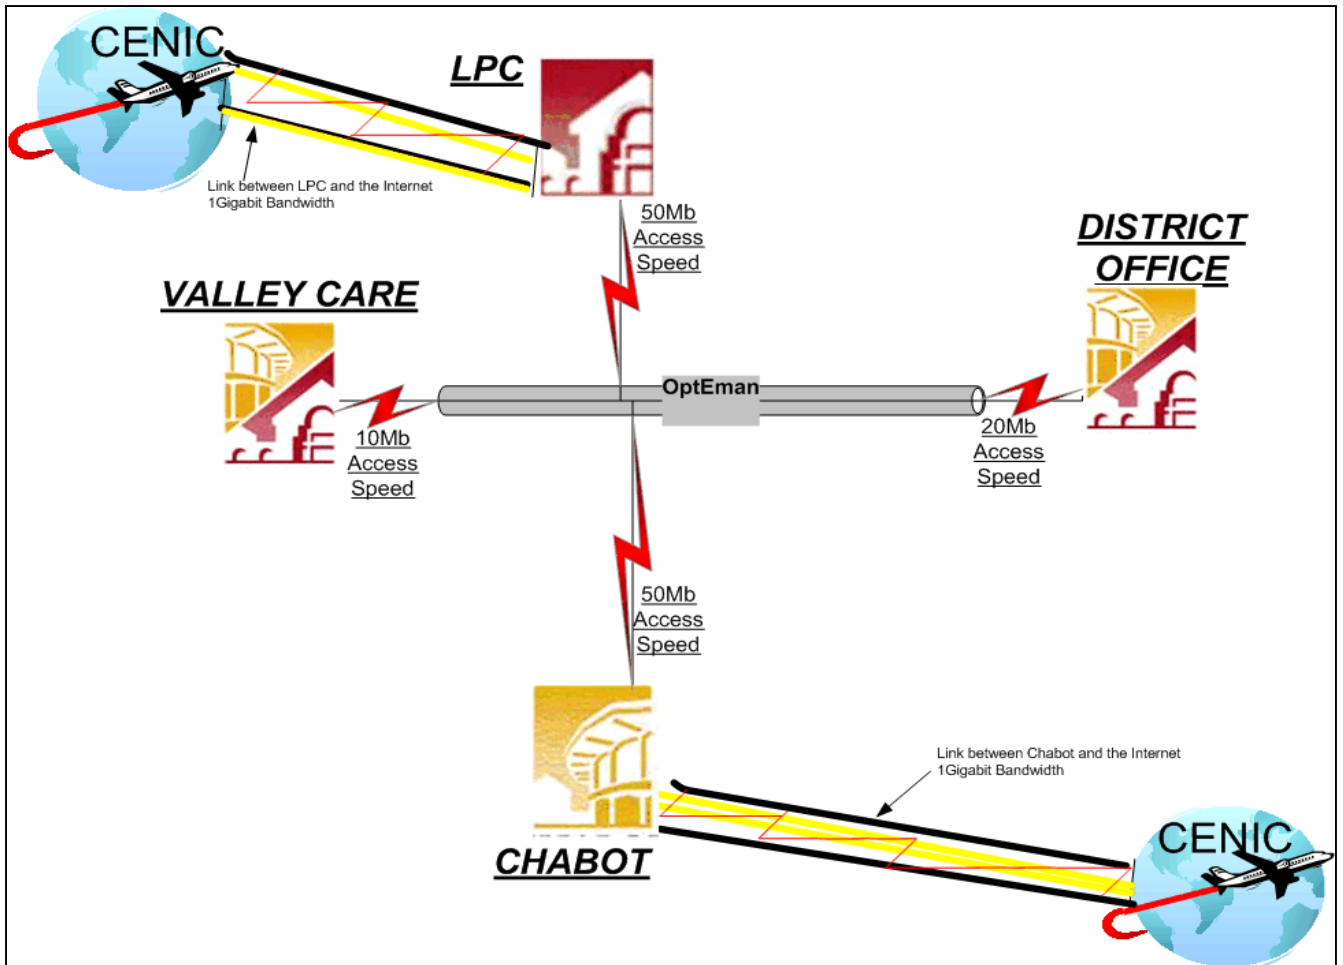 CENIC
LPC
Link between LPC and the Internet
1Gigabit Bandwidth
50Mb
Access
Speed
DISTRICT
OFFICE
VALLEY CARE
OptEman
10Mb
Access
Speed
20Mb
Access
Speed
50Mb
Access
Speed
Link between Chabot and the Internet
1Gigabit Bandwidth
CENIC
CHABOT